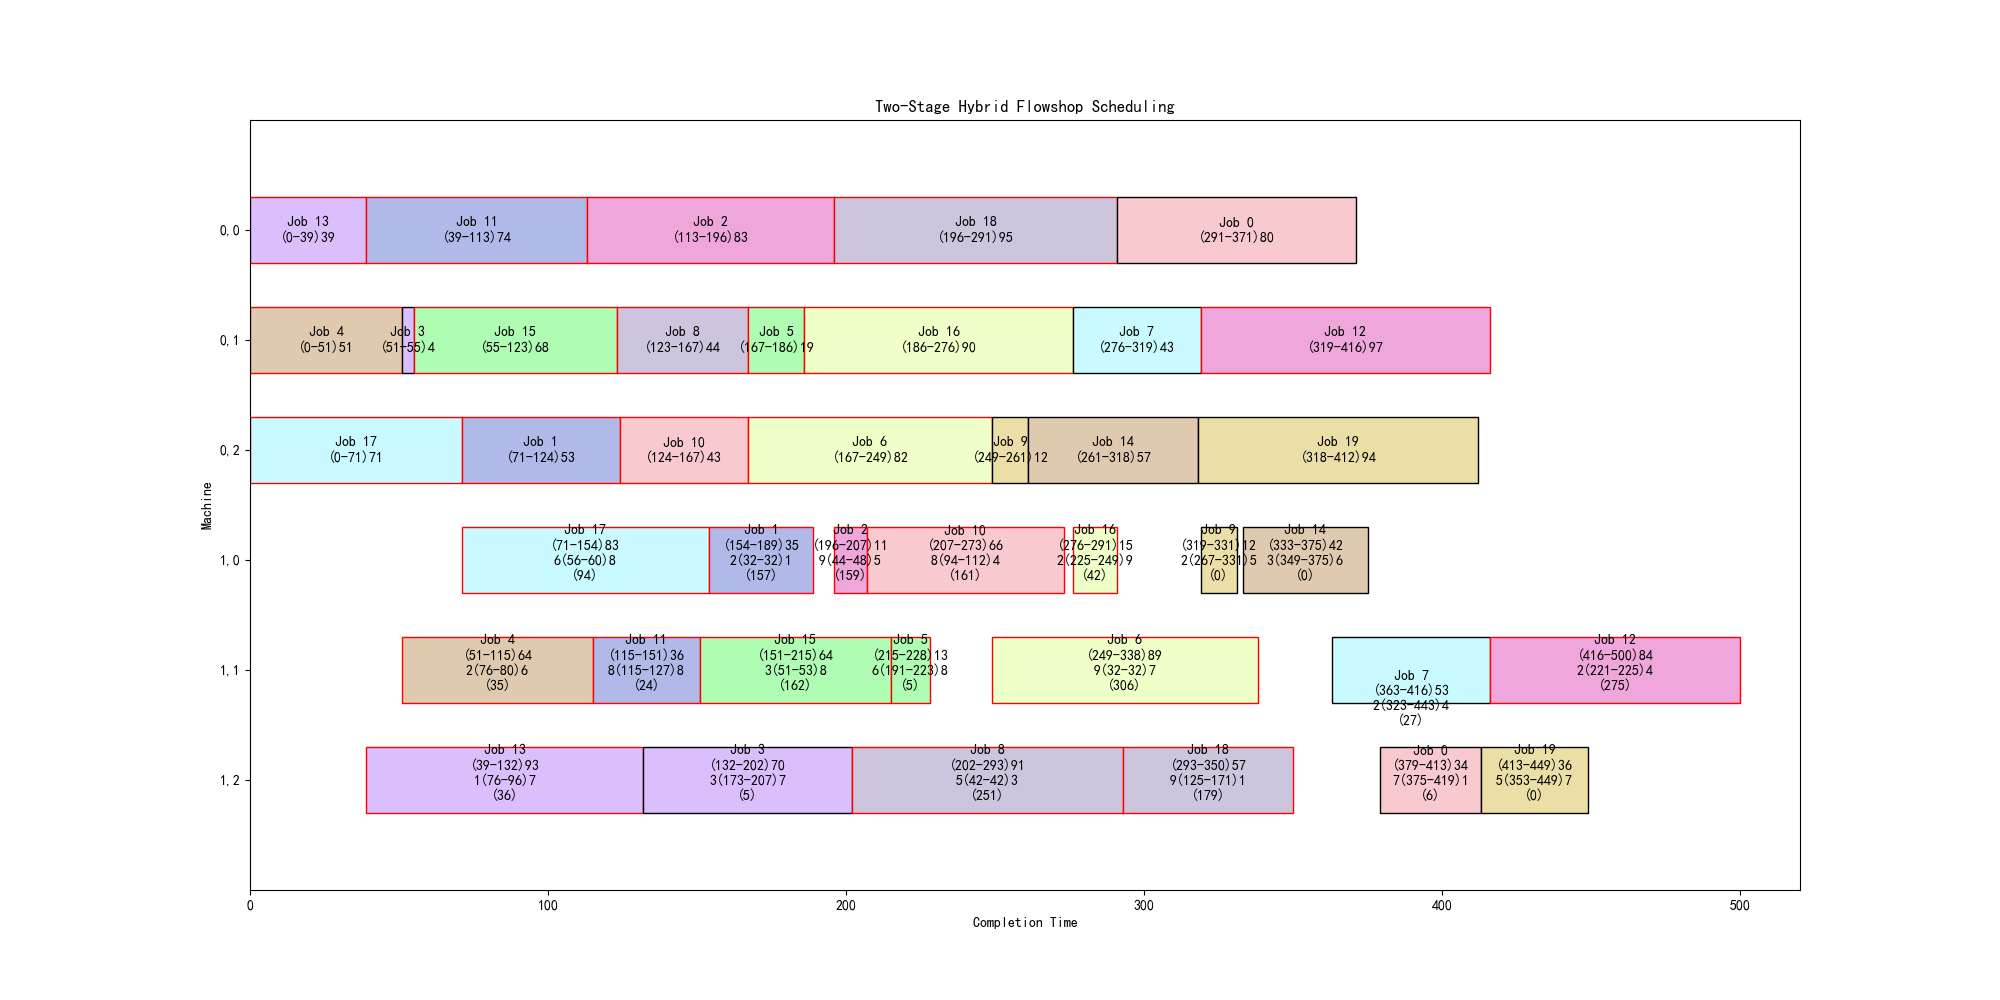 Two-Stage Hybrid Flowshop Scheduling
Machine
0,0
Job 13
(0-39)39
Job 11
(39-113)74
Job 2
(113-196)83
Job 18
(196-291)95
Job 0
(291-371)80
0,1
Job 4
(0-51)51
Job 3
(51-55)4
Job 15
(55-123)68
Job 8
(123-167)44
Job 5
(167-186)19
Job 16
(186-276)90
Job 7
(276-319)43
Job 12
(319-416)97
0,2
Job 17
(0-71)71
Job 1
(71-124)53
Job 10
(124-167)43
Job 6
(167-249)82
Job 9
(249-261)12
Job 14
(261-318)57
Job 19
(318-412)94
1,0
Job 17
(71-154)83
6(56-60)8
(94)
Job 1
(154-189)35
2(32-32)1
(157)
Job 2
(196-207)11
9(44-48)5
(159)
Job 10
(207-273)66
8(94-112)4
(161)
Job 16
(276-291)15
2(225-249)9
(42)
Job 9
(319-331)12
2(267-331)5
(0)
Job 14
(333-375)42
3(349-375)6
(0)
1,1
Job 4
(51-115)64
2(76-80)6
(35)
Job 11
(115-151)36
8(115-127)8
(24)
Job 15
(151-215)64
3(51-53)8
(162)
Job 5
(215-228)13
6(191-223)8
(5)
Job 6
(249-338)89
9(32-32)7
(306)
Job 7
(363-416)53
2(323-443)4
(27)
Job 12
(416-500)84
2(221-225)4
(275)
1,2
Job 13
(39-132)93
1(76-96)7
(36)
Job 3
(132-202)70
3(173-207)7
(5)
Job 8
(202-293)91
5(42-42)3
(251)
Job 18
(293-350)57
9(125-171)1
(179)
Job 0
(379-413)34
7(375-419)1
(6)
Job 19
(413-449)36
5(353-449)7
(0)
0
100
200
300
400
500
Completion Time